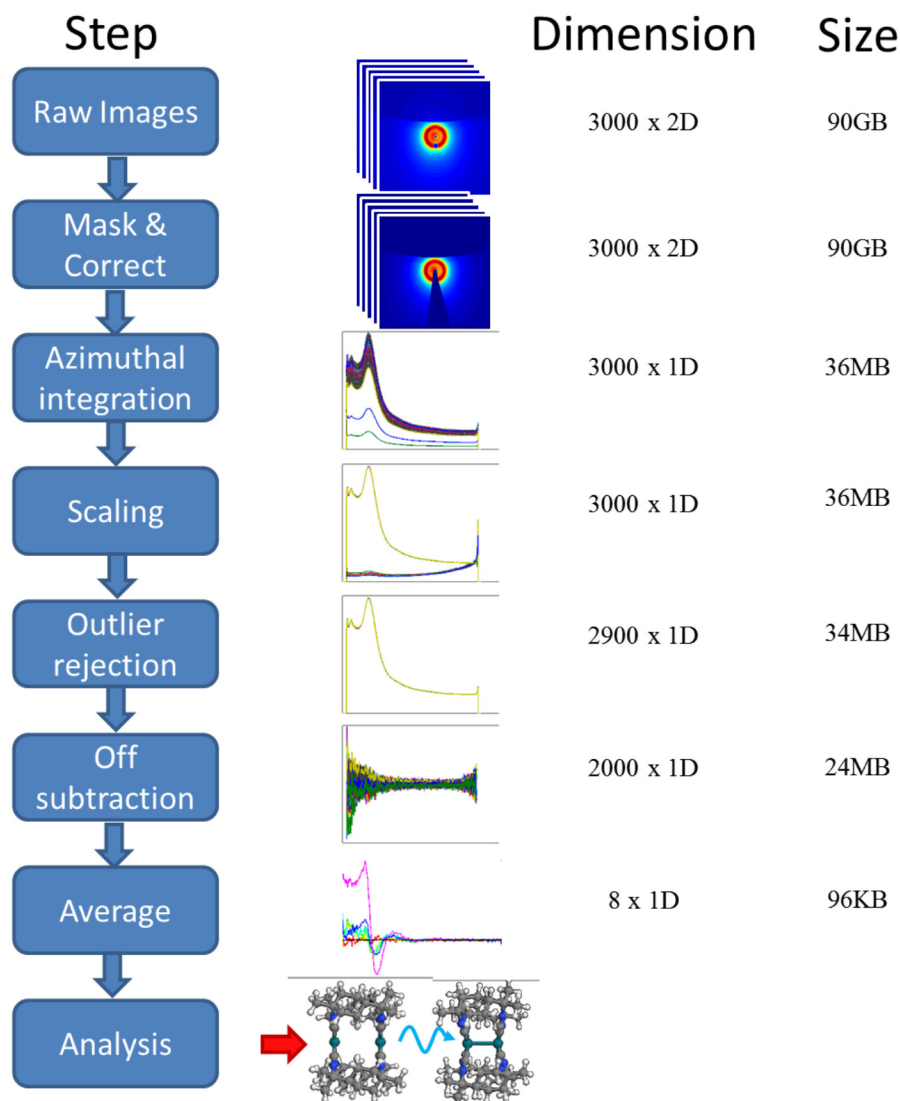 Step Dimension Size
Raw Images 3000 x 2D 90GB
Mask &
Correct 3000 x 2D 90GB
Azimuthal
integration 3000 x 1D 36MB
Scaling 3000 x 1D 36MB
Outlier
rejection 2900 x 1D 34MB
Off
subtraction 2000 x 1D 24MB
Average 8 x 1D 96KB
Analysis